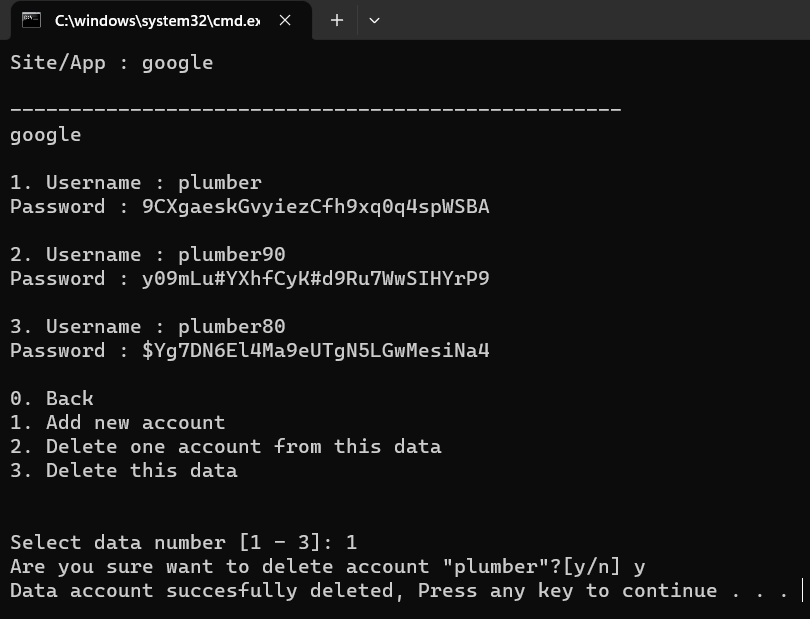 C:\windows\system32\cmd.ex
Site/App : google
---------------------------------------------------
google
1. Username : plumber
Password : 9CXgaeskGvyiezCfh9xq0q4spWSBA
2. Username : plumber90
Password : y09mLu#YXhfCyK#d9Ru7WwSIHYrP9
3. Username : plumber80
Password : $Yg7DN6El4Ma9eUTgN5LGwMesiNa4
0. Back
1. Add new account
2. Delete one account from this data
3. Delete this data
Select data number [1 - 3]: 1
Are you sure want to delete account "plumber"?[y/n] y
Data account succesfully deleted, Press any key to continue . . .